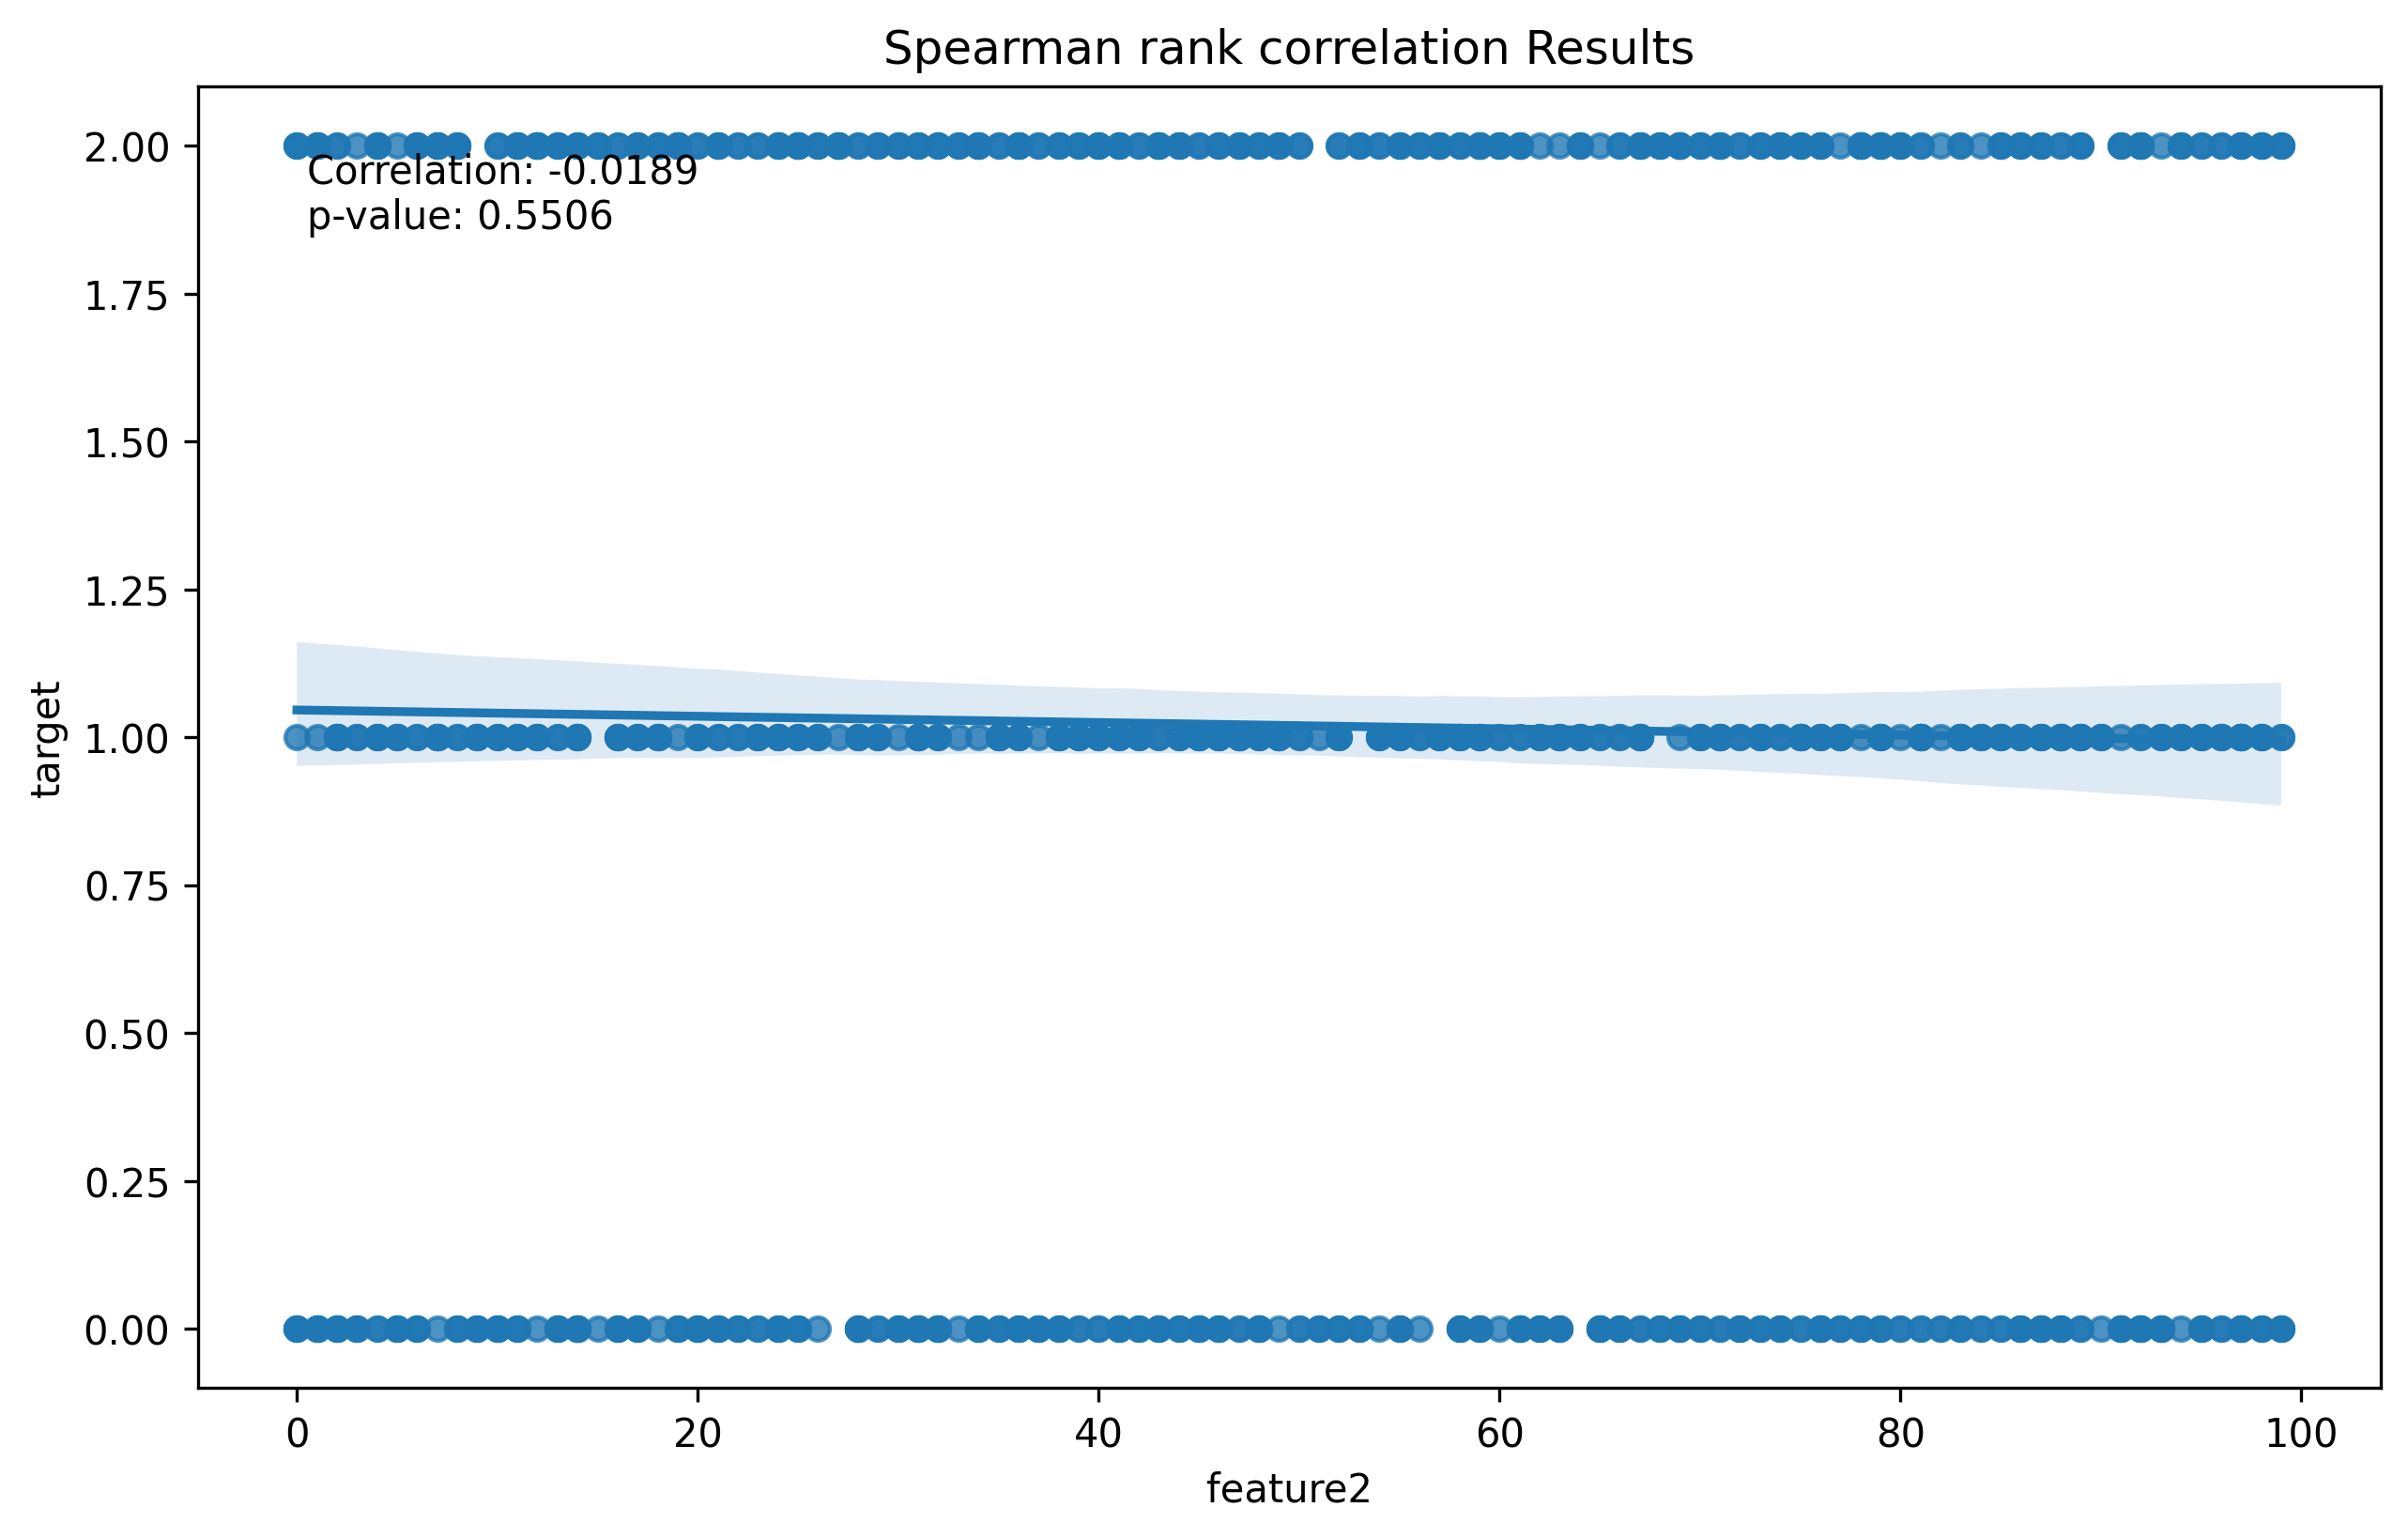 Spearman rank correlation Results
2.00
Correlation: -0.0189
p-value: 0.5506
1.75
1.50
1.25
1.00
0.75
0.50
0.25
0.00
target
0 20 40 60 80 100
feature2